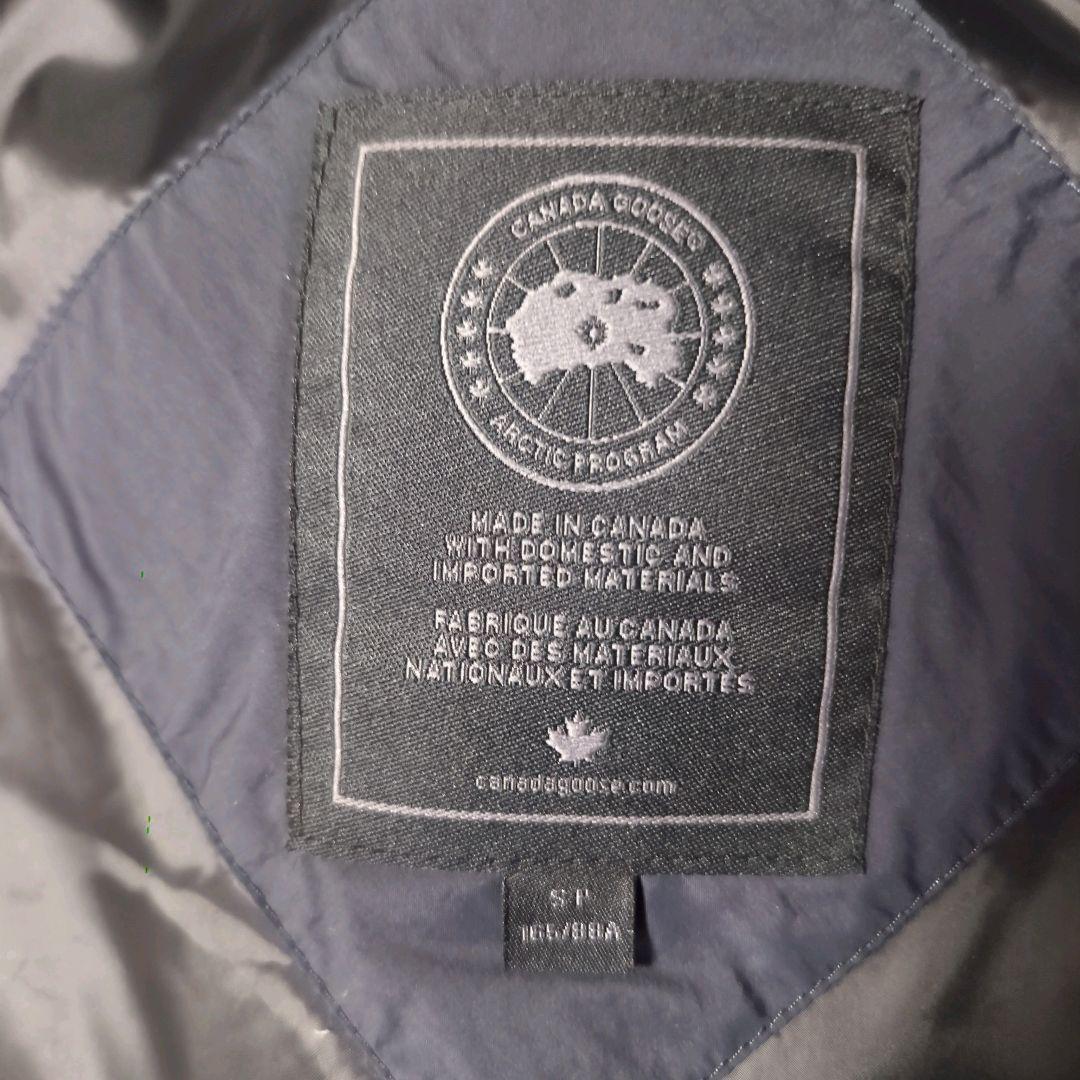 CANADA GOOSE®
ARCTIC PROGRAM
MADE IN CANADA
WITH DOMESTIC AND
IMPORTED MATERIALS
FABRIQUE AU CANADA
AVEC DES MATERIAUX
NATIONAUX ET IMPORTES
canadagoose.com
S P
165/88A